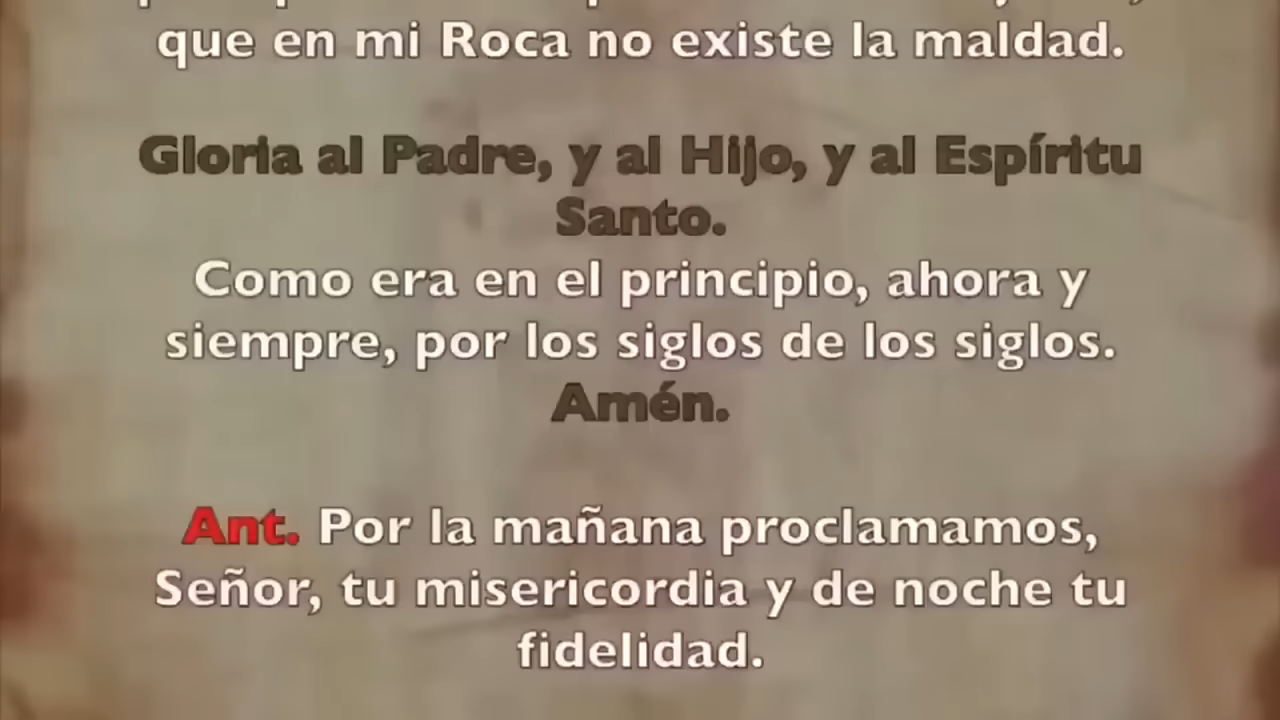 que en mi Roca no existe la maldad.
Gloria al Padre, y al Hijo, y al Espíritu
Santo.
Como era en el principio, ahora y
siempre, por los siglos de los siglos.
Amén.
Ant. Por la mañana proclamamos,
Señor, tu misericordia y de noche tu
fidelidad.